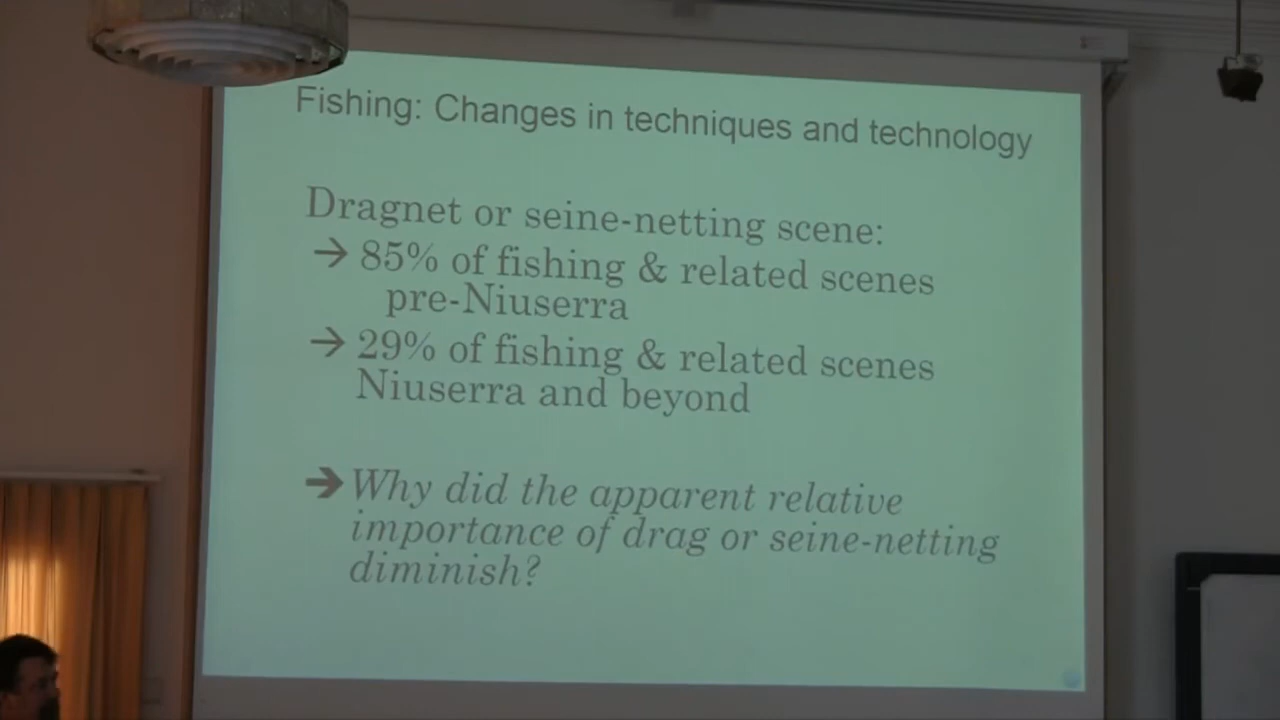 Fishing: Changes in techniques and technology
Dragnet or seine-netting scene:
→ 85% of fishing & related scenes
pre-Niuserra
→ 29% of fishing & related scenes
Niuserra and beyond
→ Why did the apparent relative
importance of drag or seine-netting
diminish?